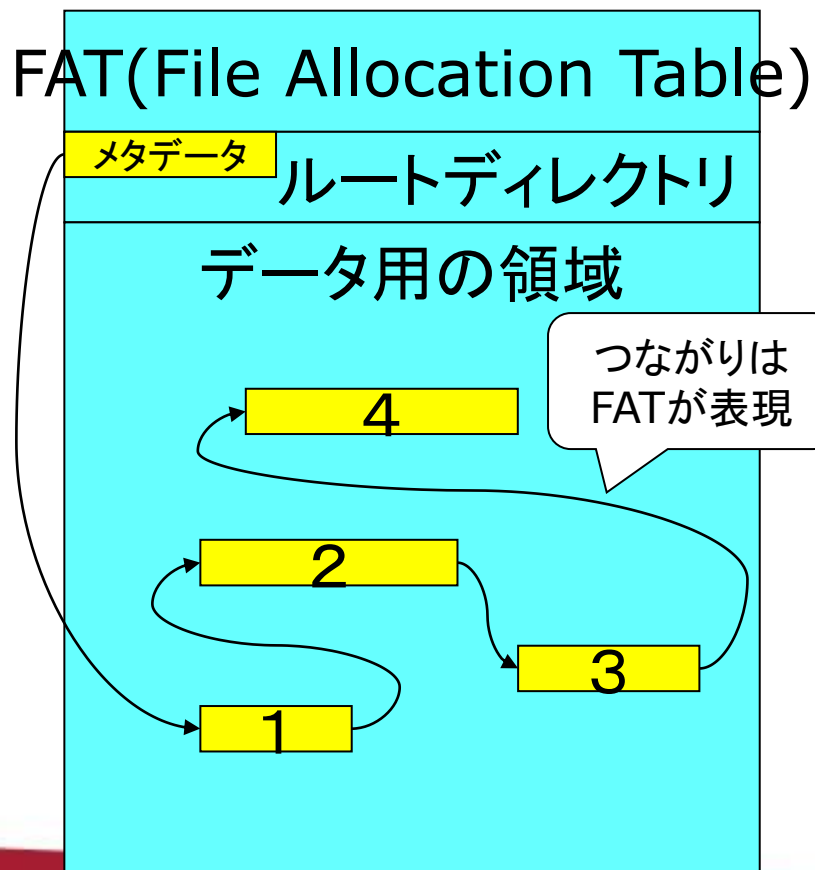 FAT(File Allocation Table)
メタデータ
ルートディレクトリ
データ用の領域
つながりは
FATが表現
４
２
３
１